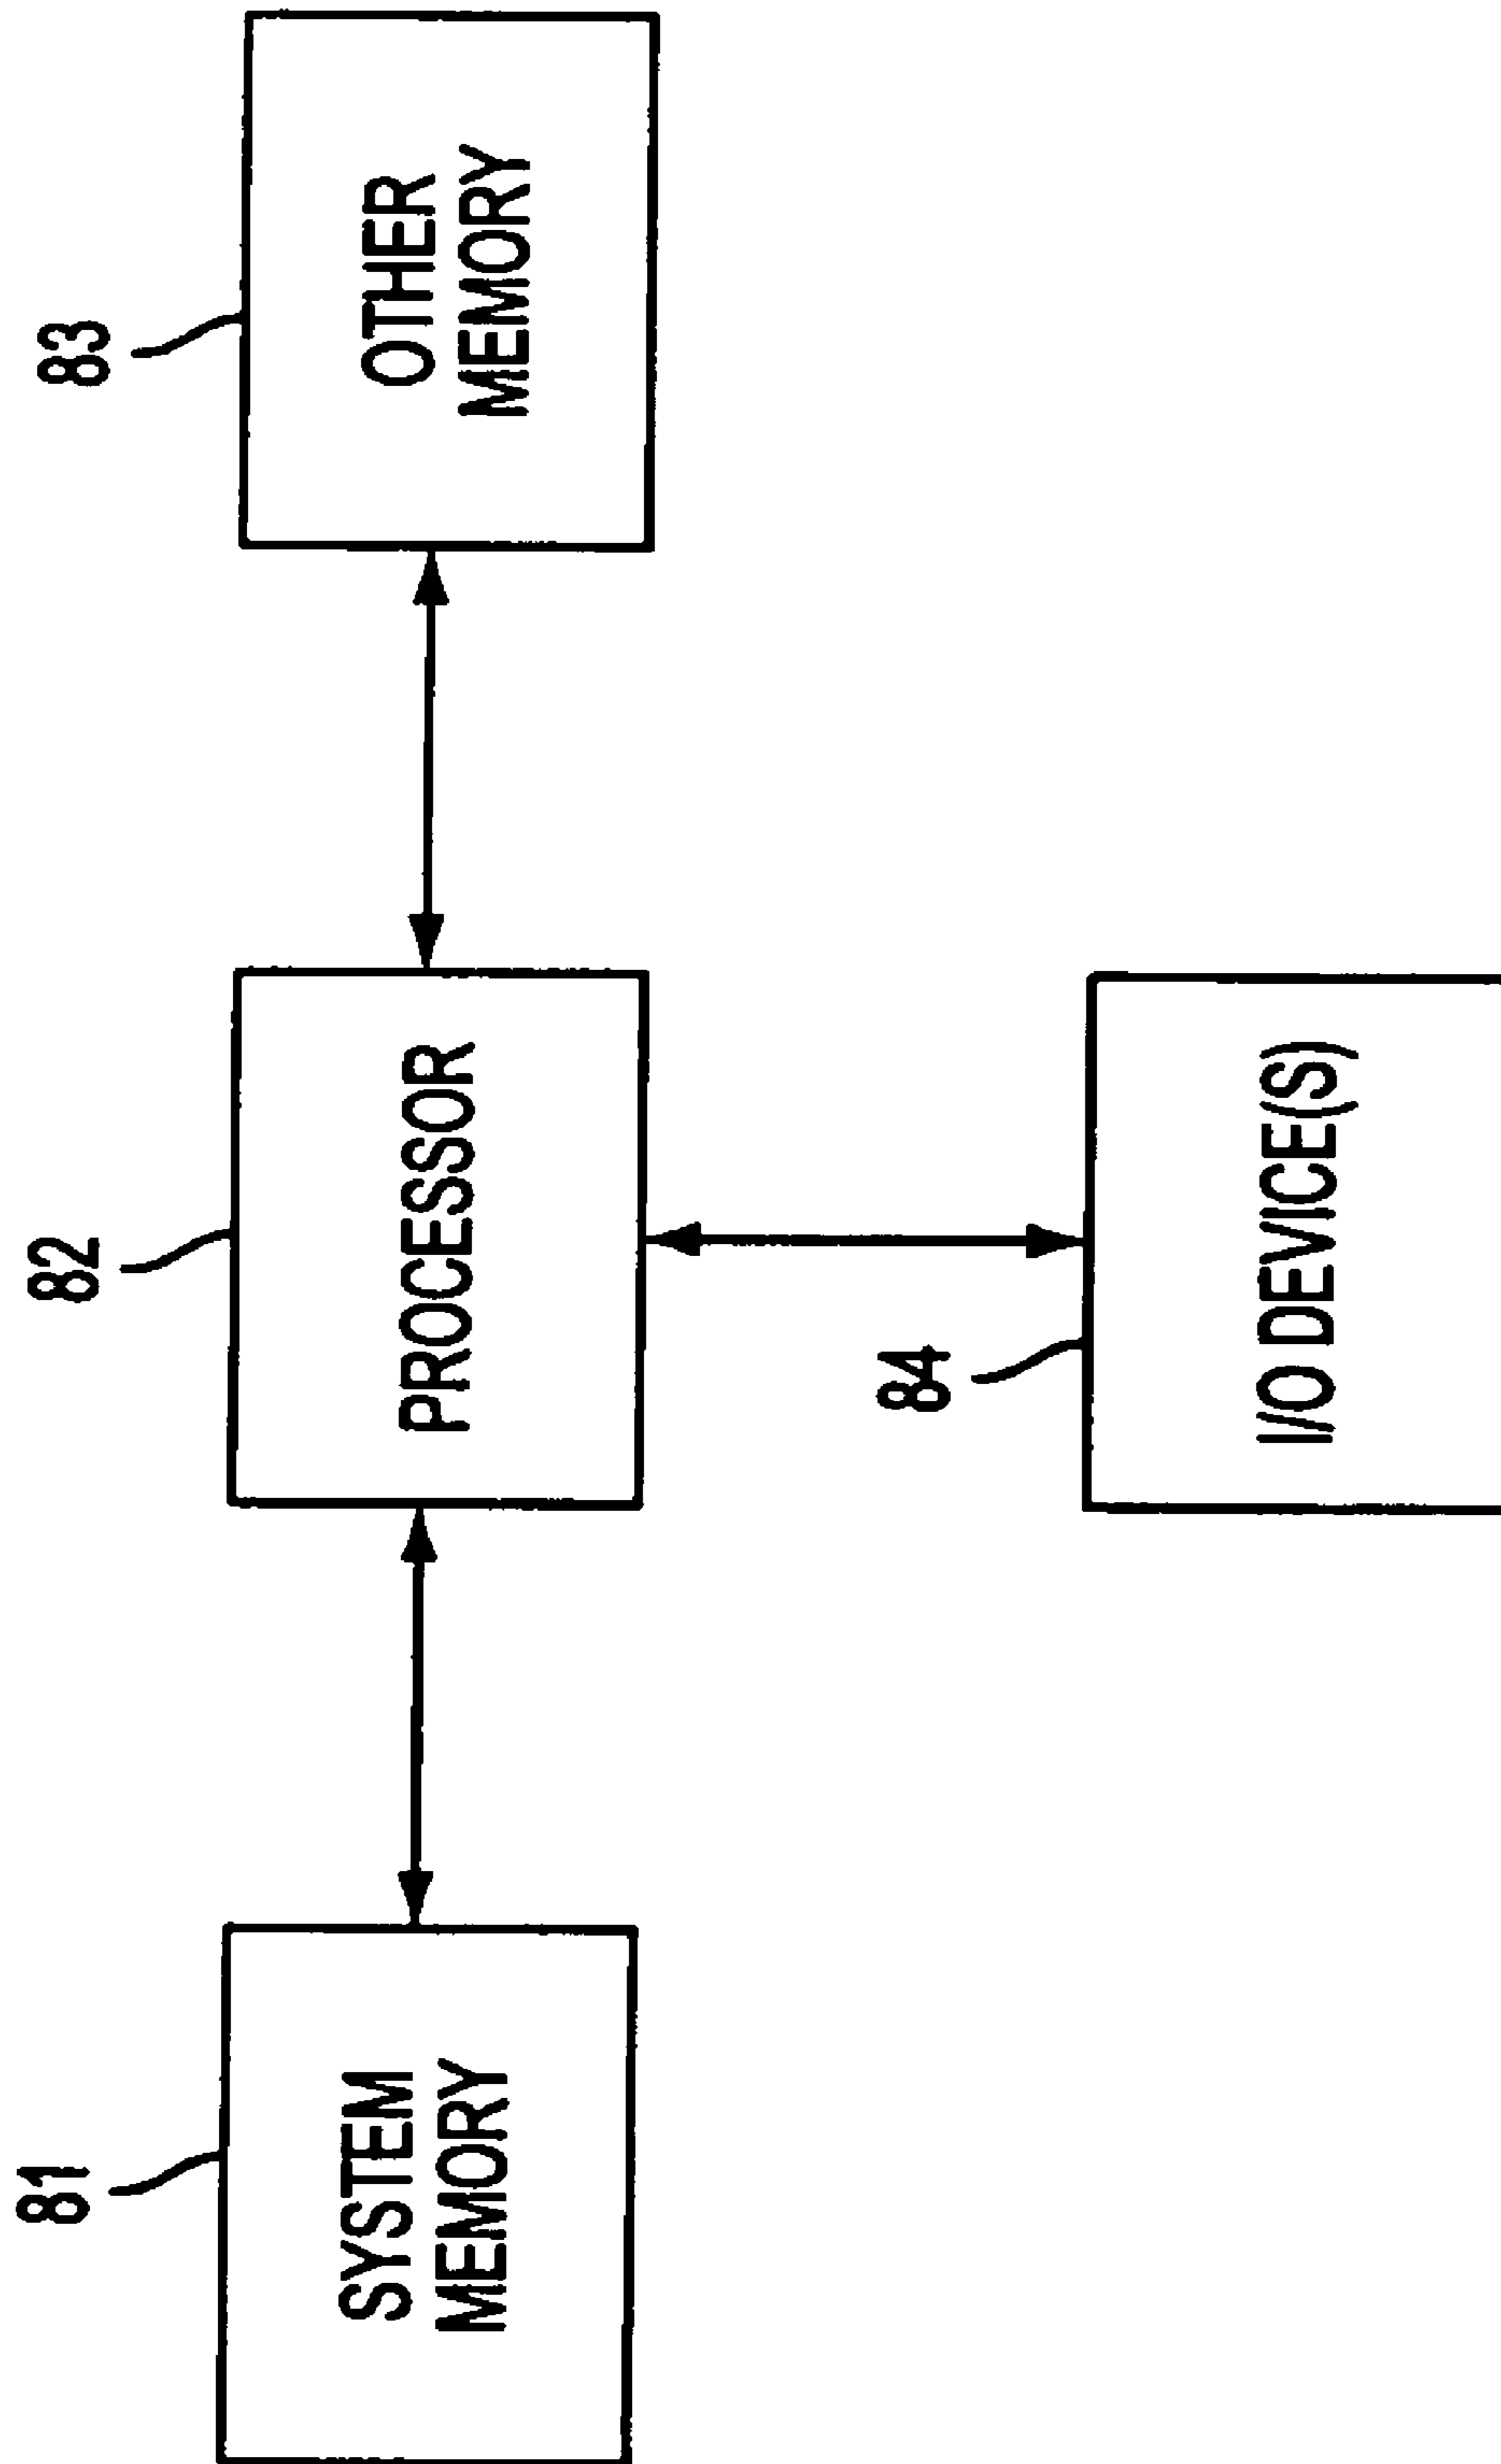 81
SYSTEM
MEMORY
82
PROCESSOR
83
OTHER
MEMORY
84
I/O DEVICE(S)